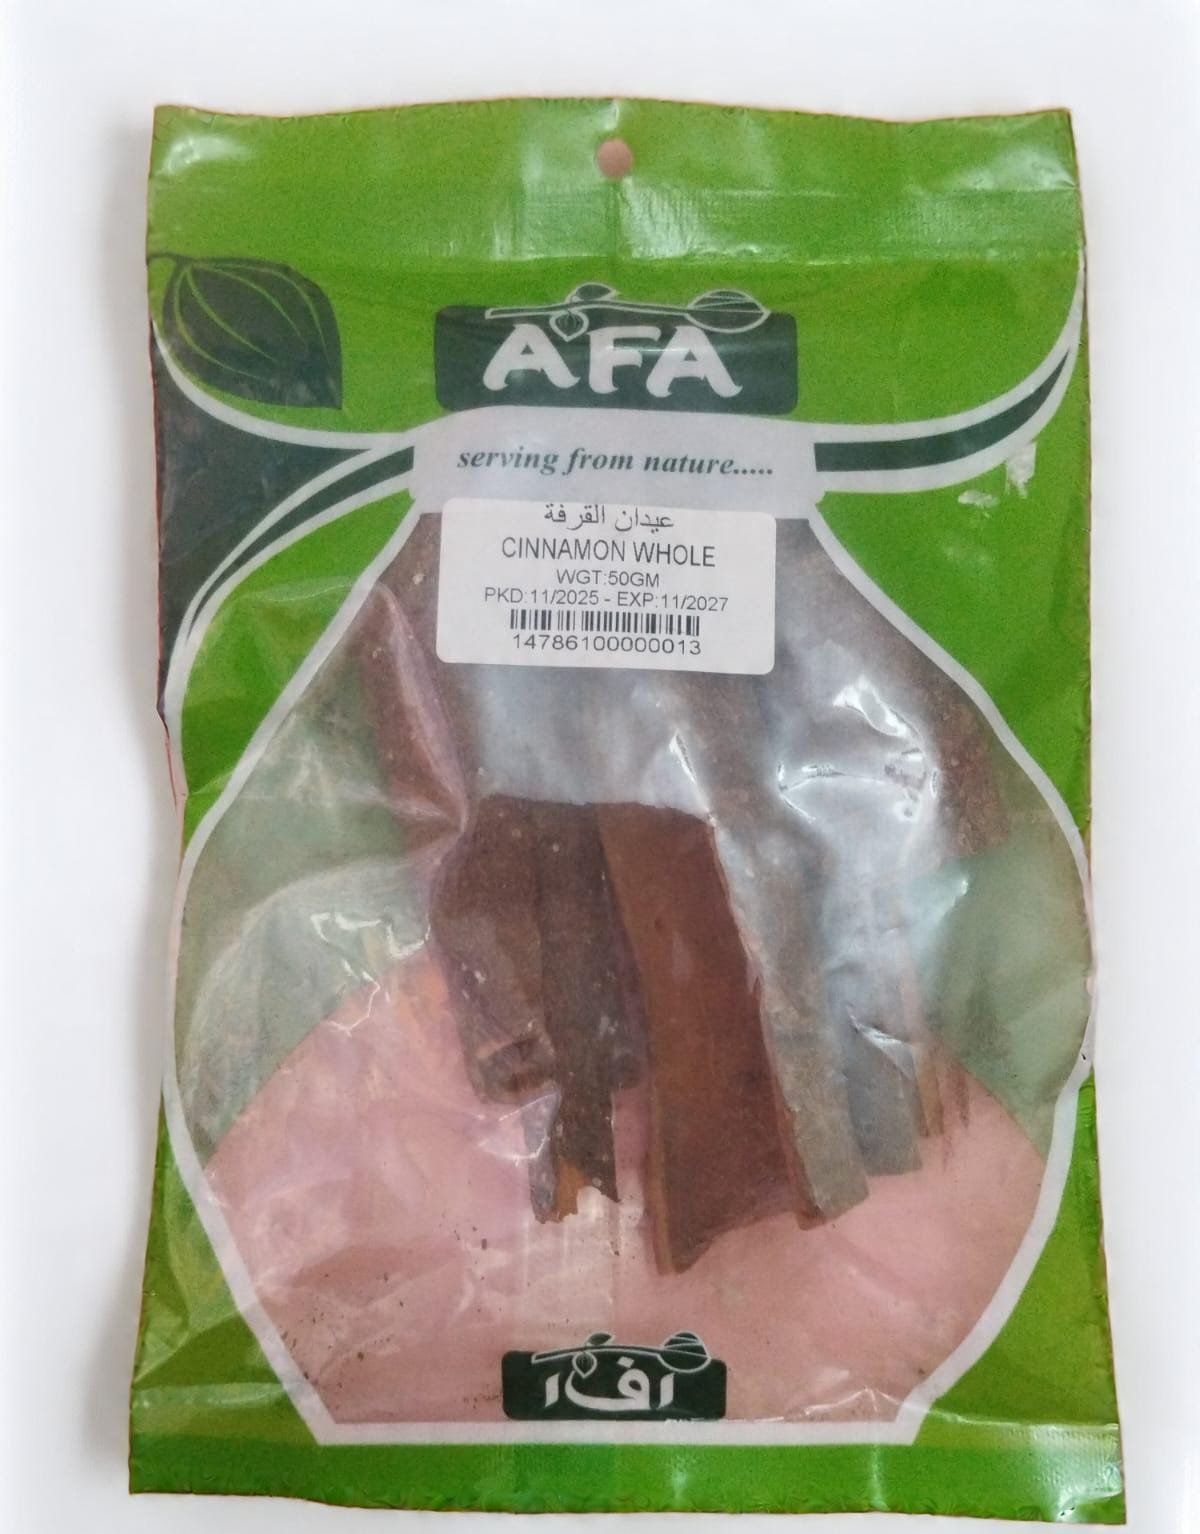 AFA
serving from nature.....
عيدان القرفة
CINNAMON WHOLE
WGT:50GM
PKD:11/2025 - EXP:11/2027
14786100000013
افا